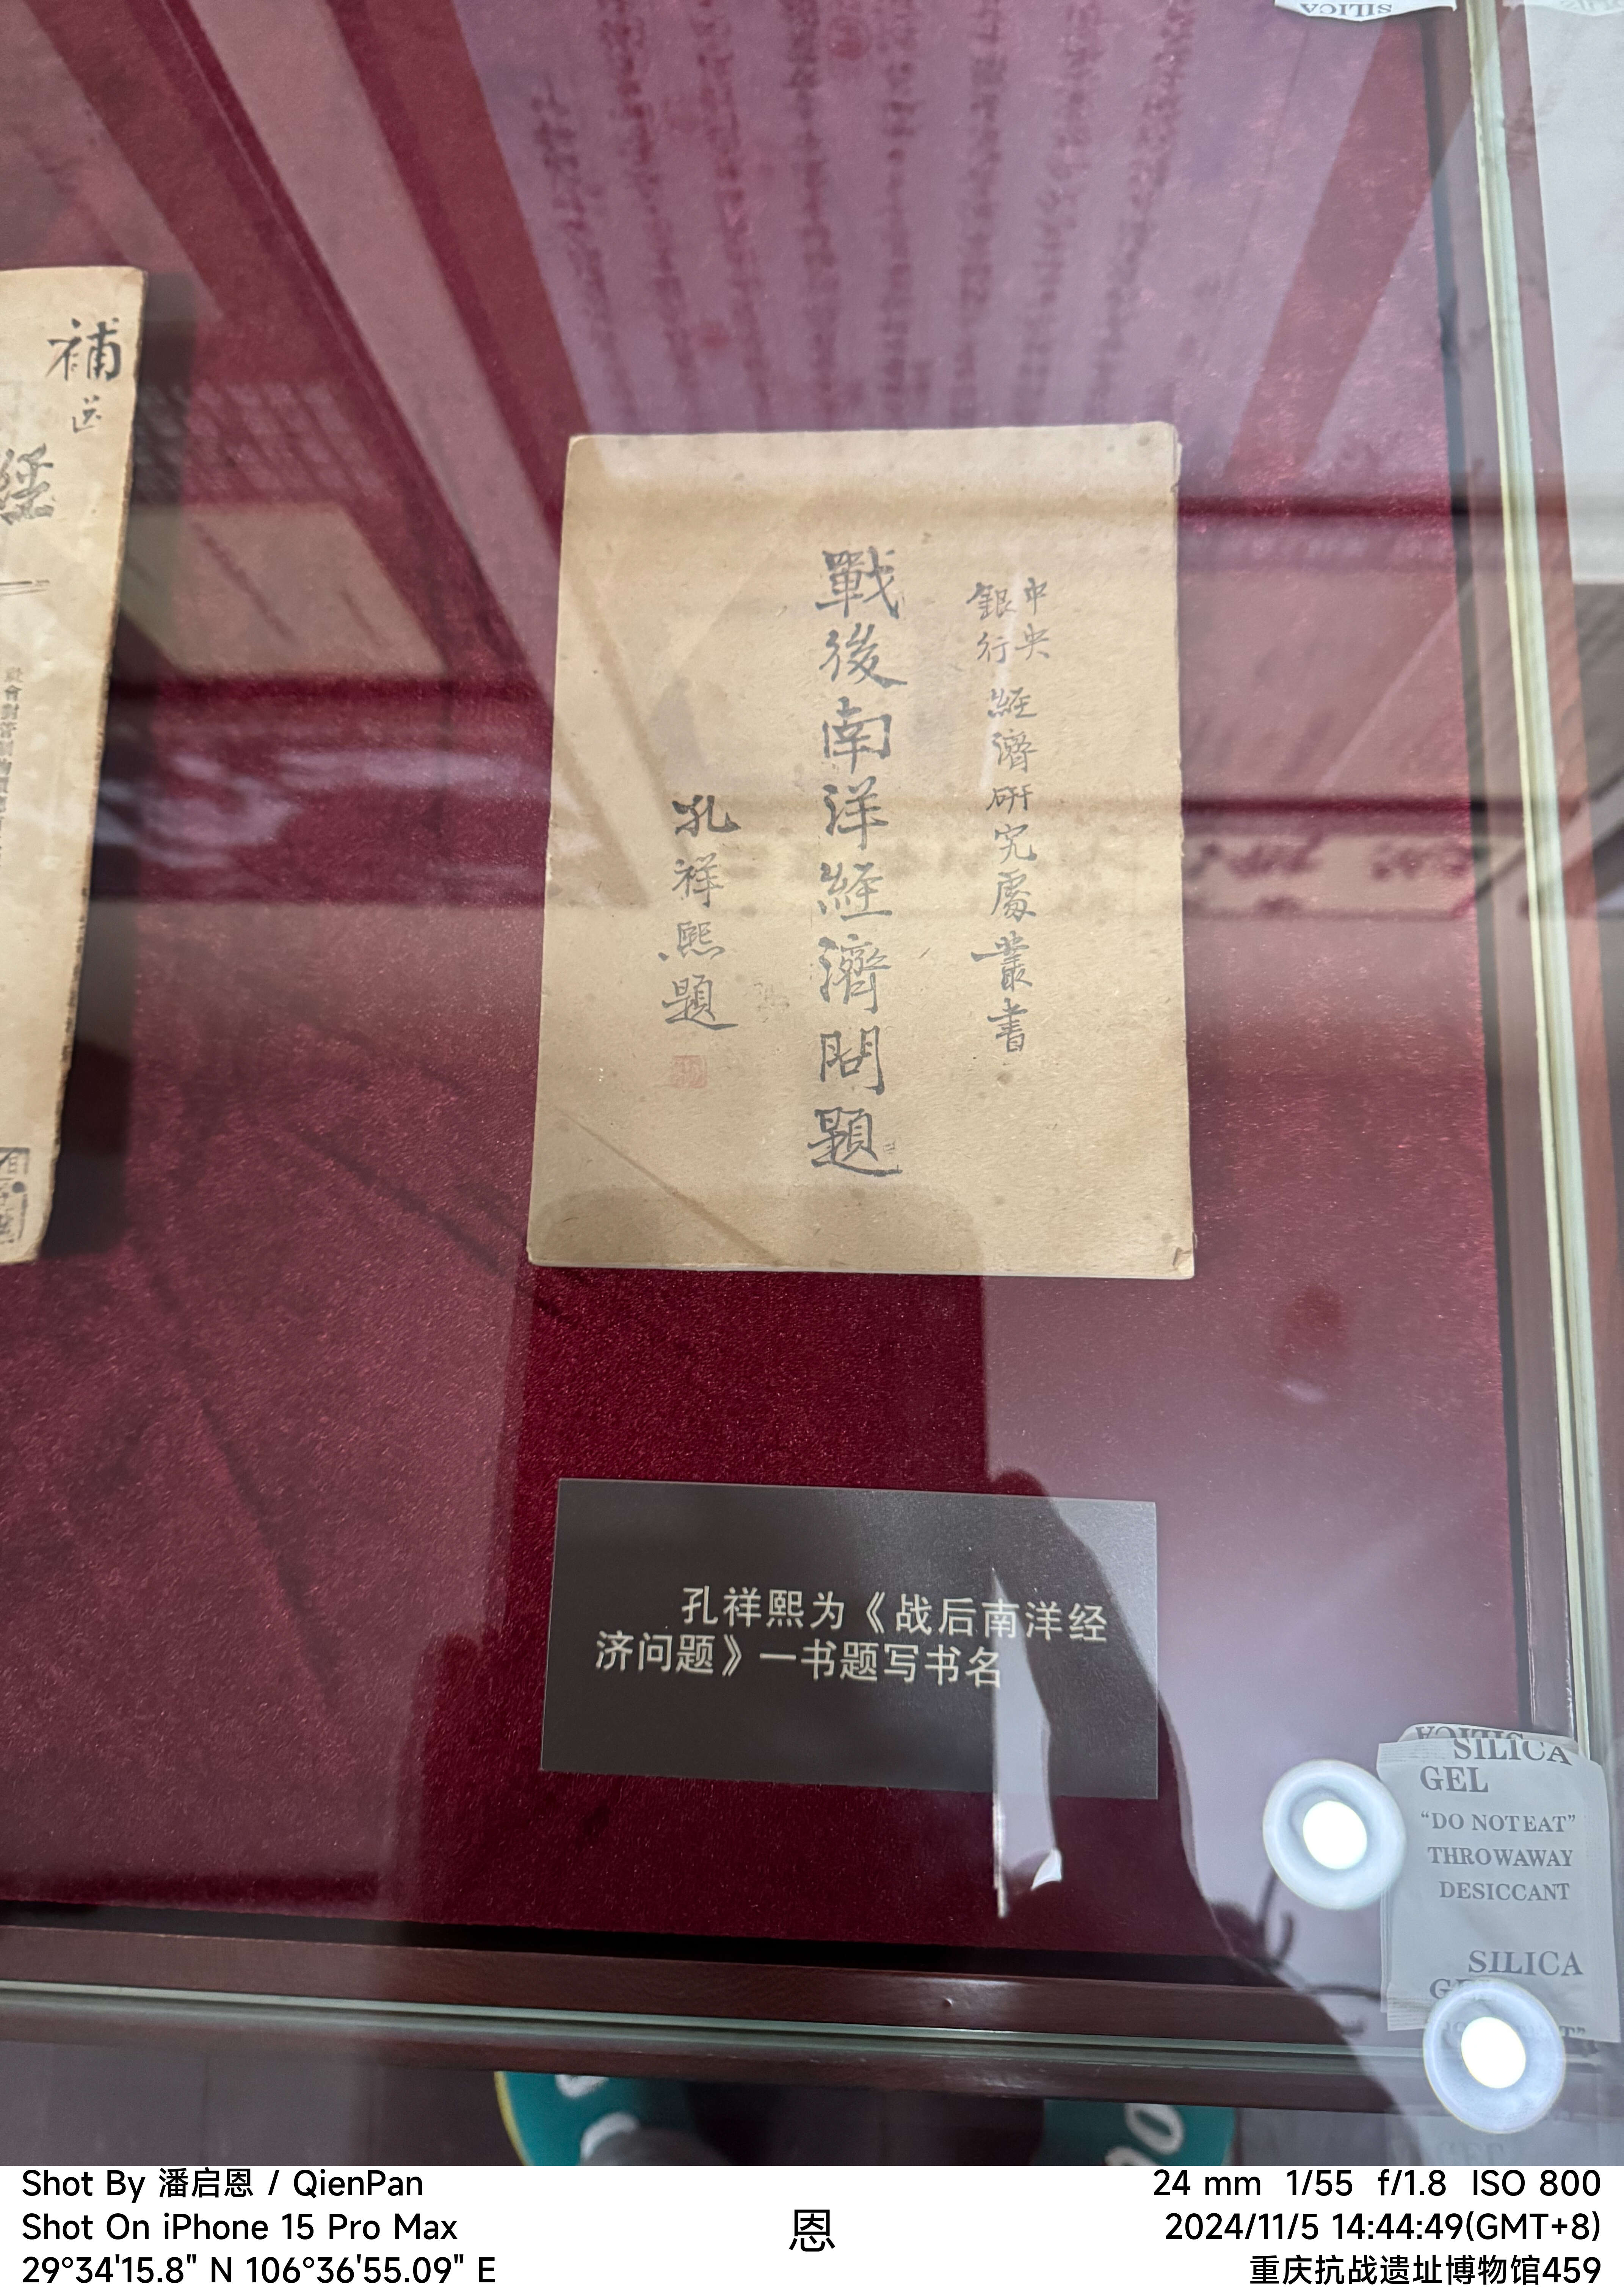 SILICA
補
送
經
中央
銀行
經濟研究處叢書
戰後南洋經濟問題
孔祥熙題
孔祥熙为《战后南洋经
济问题》一书题写书名
SILICA
GEL
“DO NOT EAT”
THROWAWAY
DESICCANT
SILICA
Shot By 潘启恩 / QienPan
Shot On iPhone 15 Pro Max
29°34'15.8" N 106°36'55.09" E
恩
24 mm 1/55 f/1.8 ISO 800
2024/11/5 14:44:49(GMT+8)
重庆抗战遗址博物馆459